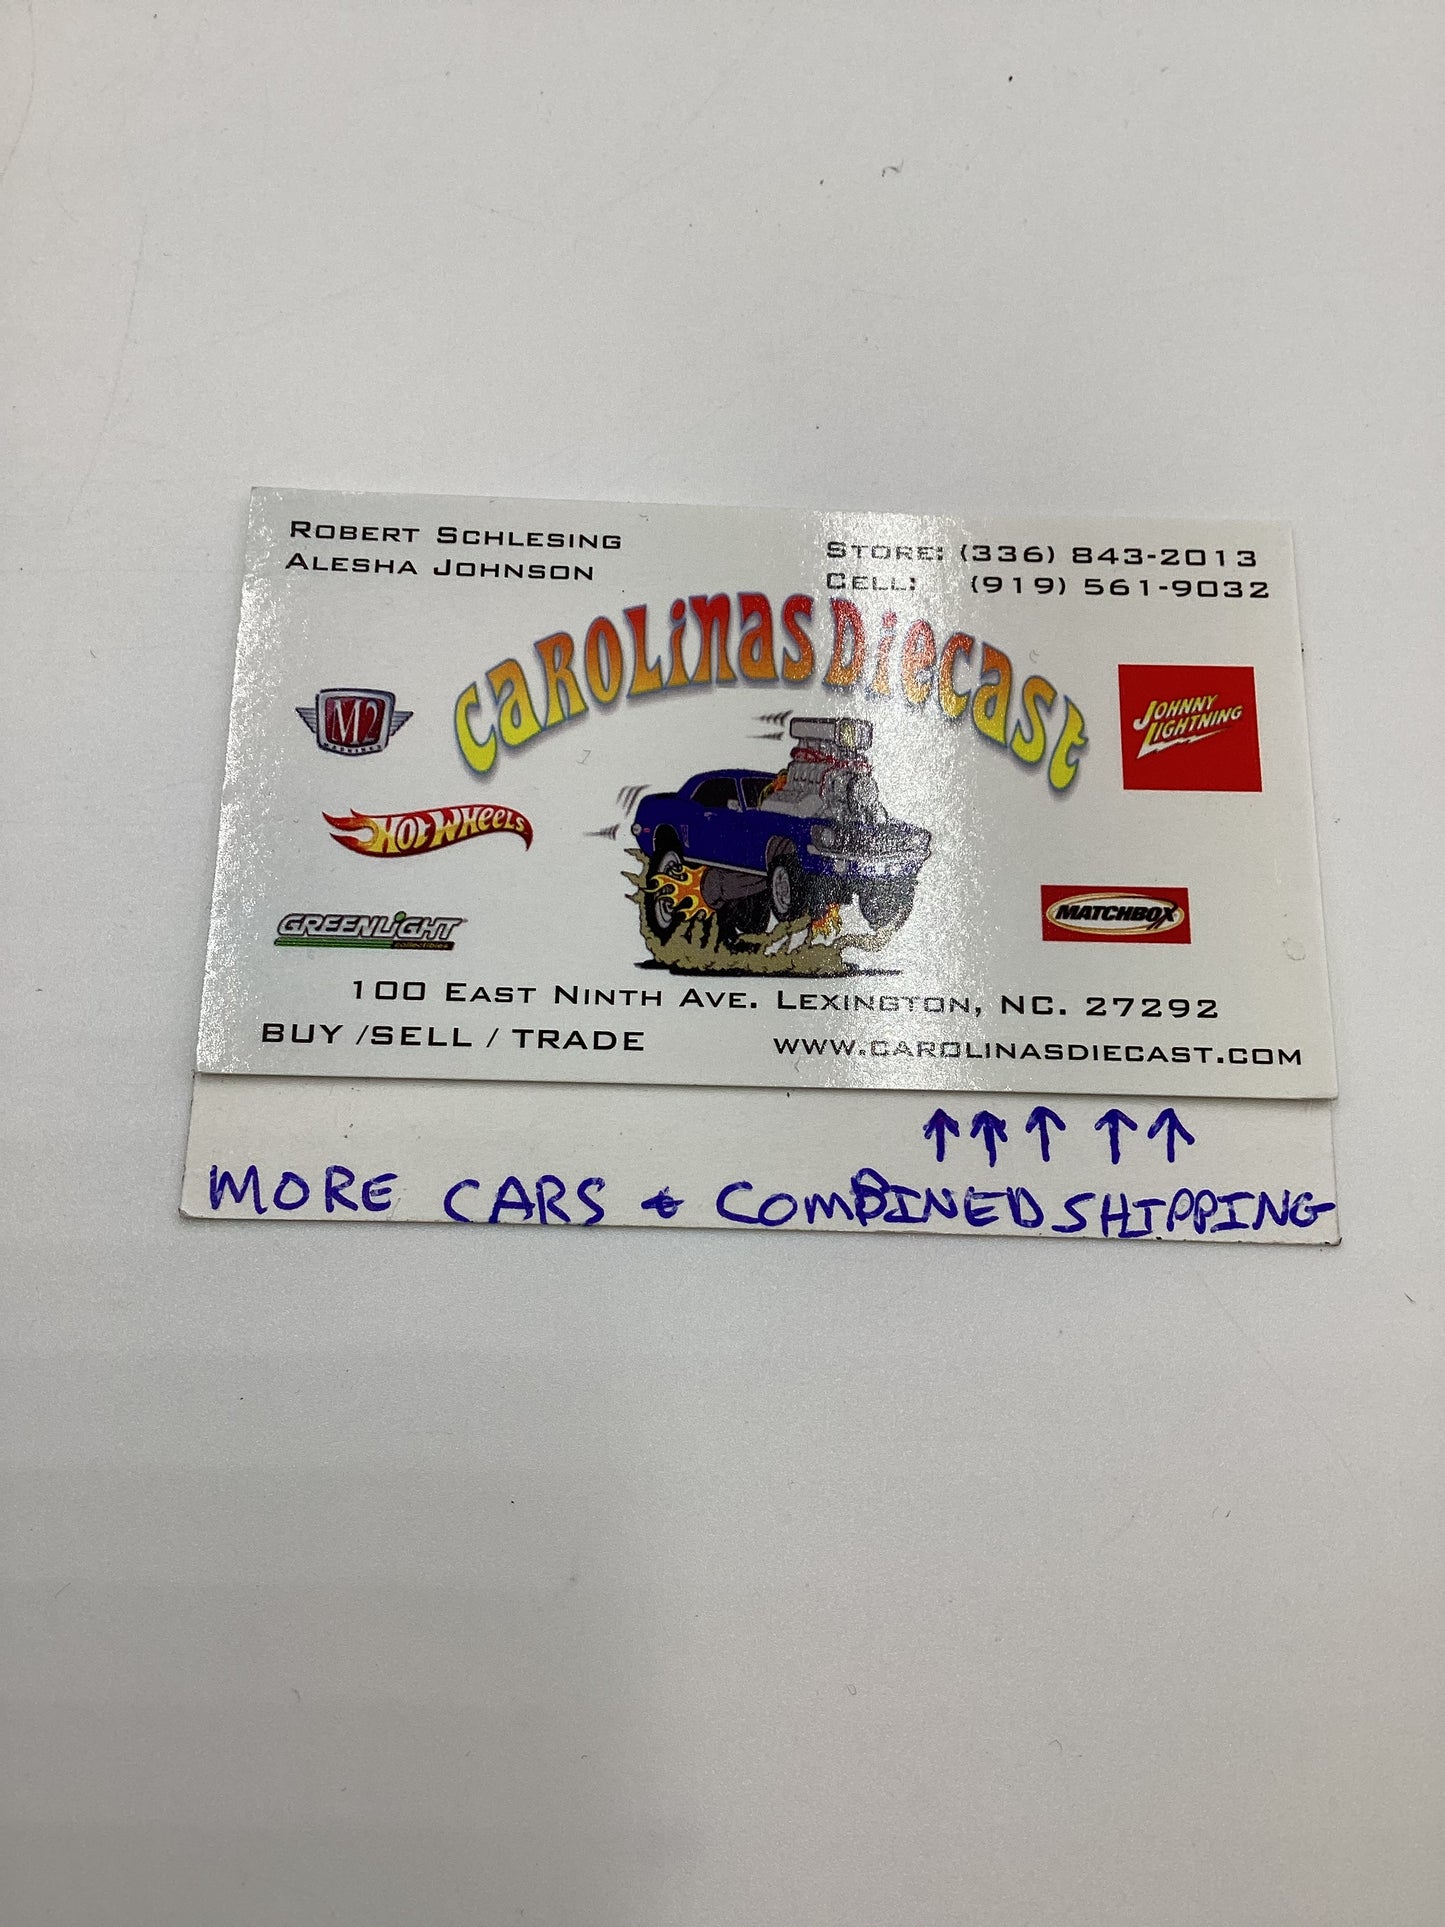 Robert Schlesing
Alesha Johnson
Store: (336) 843-2013
Cell: (919) 561-9032
Carolinas Diecast
M2
MACHINES
Johnny Lightning
Hot Wheels
GREENLiGHT
collectibles
MATCHBOX
100 East Ninth Ave. Lexington, NC. 27292
BUY /SELL / TRADE
www.carolinasdiecast.com
↑↑↑ ↑↑
MORE CARS & COMBINED SHIPPING